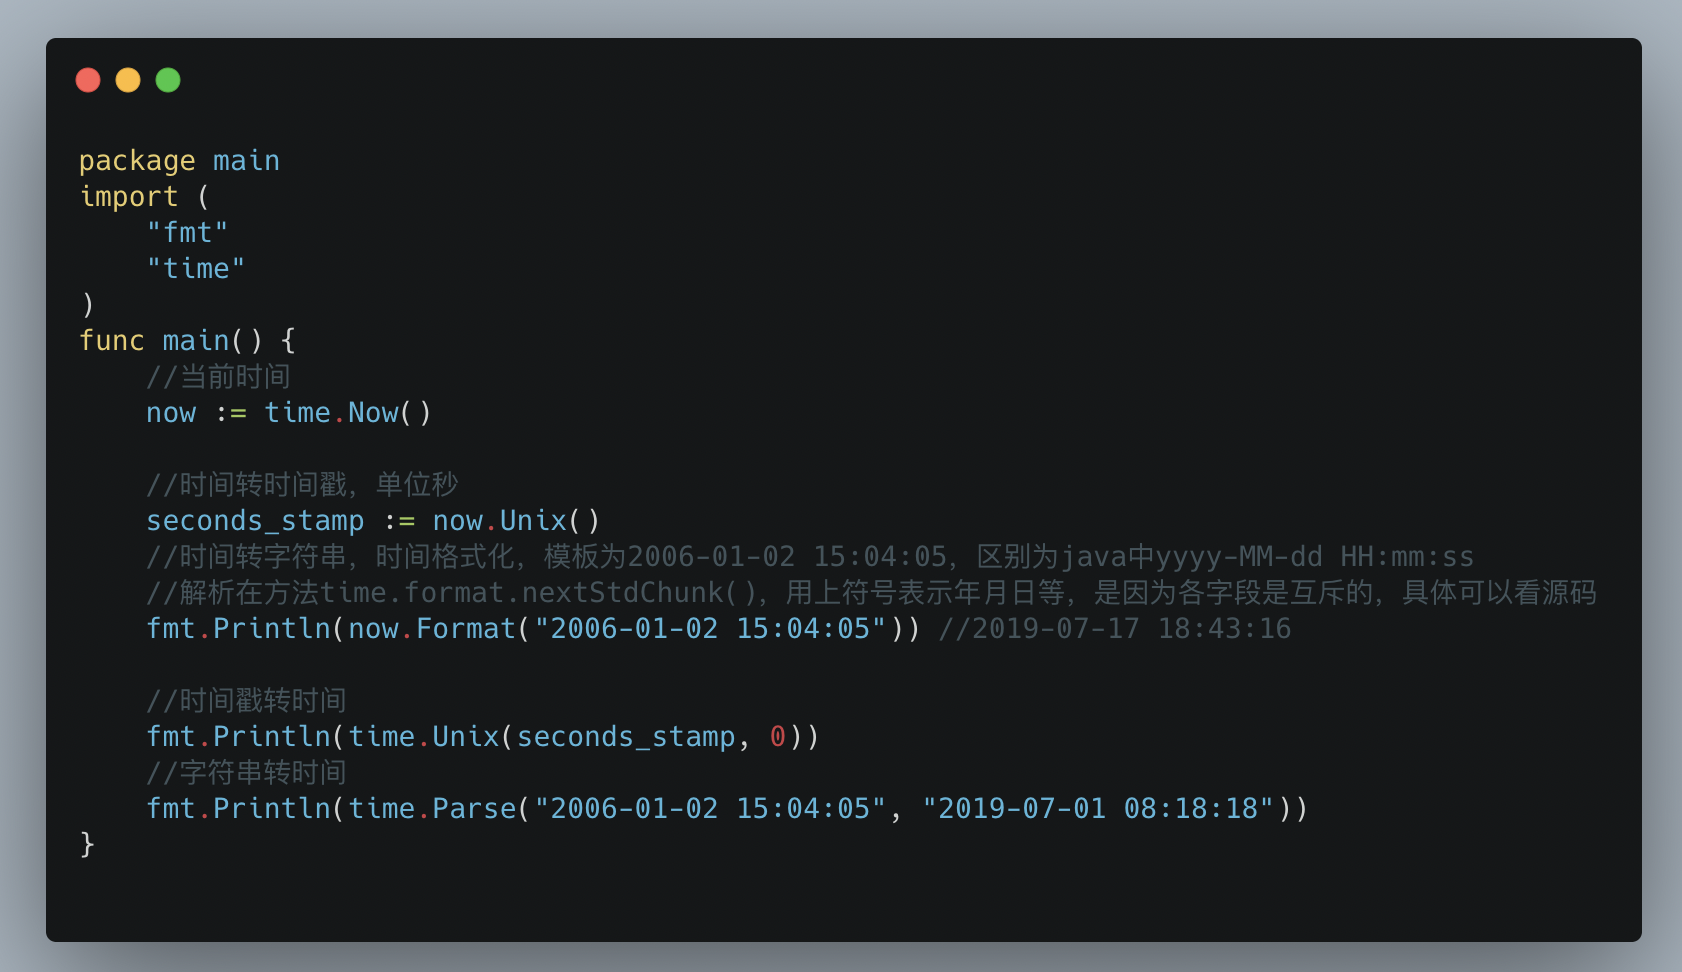 package main
import (
    "fmt"
    "time"
)
func main() {
    //当前时间
    now := time.Now()
    //时间转时间戳，单位秒
    seconds_stamp := now.Unix()
    //时间转字符串，时间格式化，模板为2006-01-02 15:04:05，区别为java中yyyy-MM-dd HH:mm:ss
    //解析在方法time.format.nextStdChunk()，用上符号表示年月日等，是因为各字段是互斥的，具体可以看源码
    fmt.Println(now.Format("2006-01-02 15:04:05")) //2019-07-17 18:43:16
    //时间戳转时间
    fmt.Println(time.Unix(seconds_stamp, 0))
    //字符串转时间
    fmt.Println(time.Parse("2006-01-02 15:04:05", "2019-07-01 08:18:18"))
}